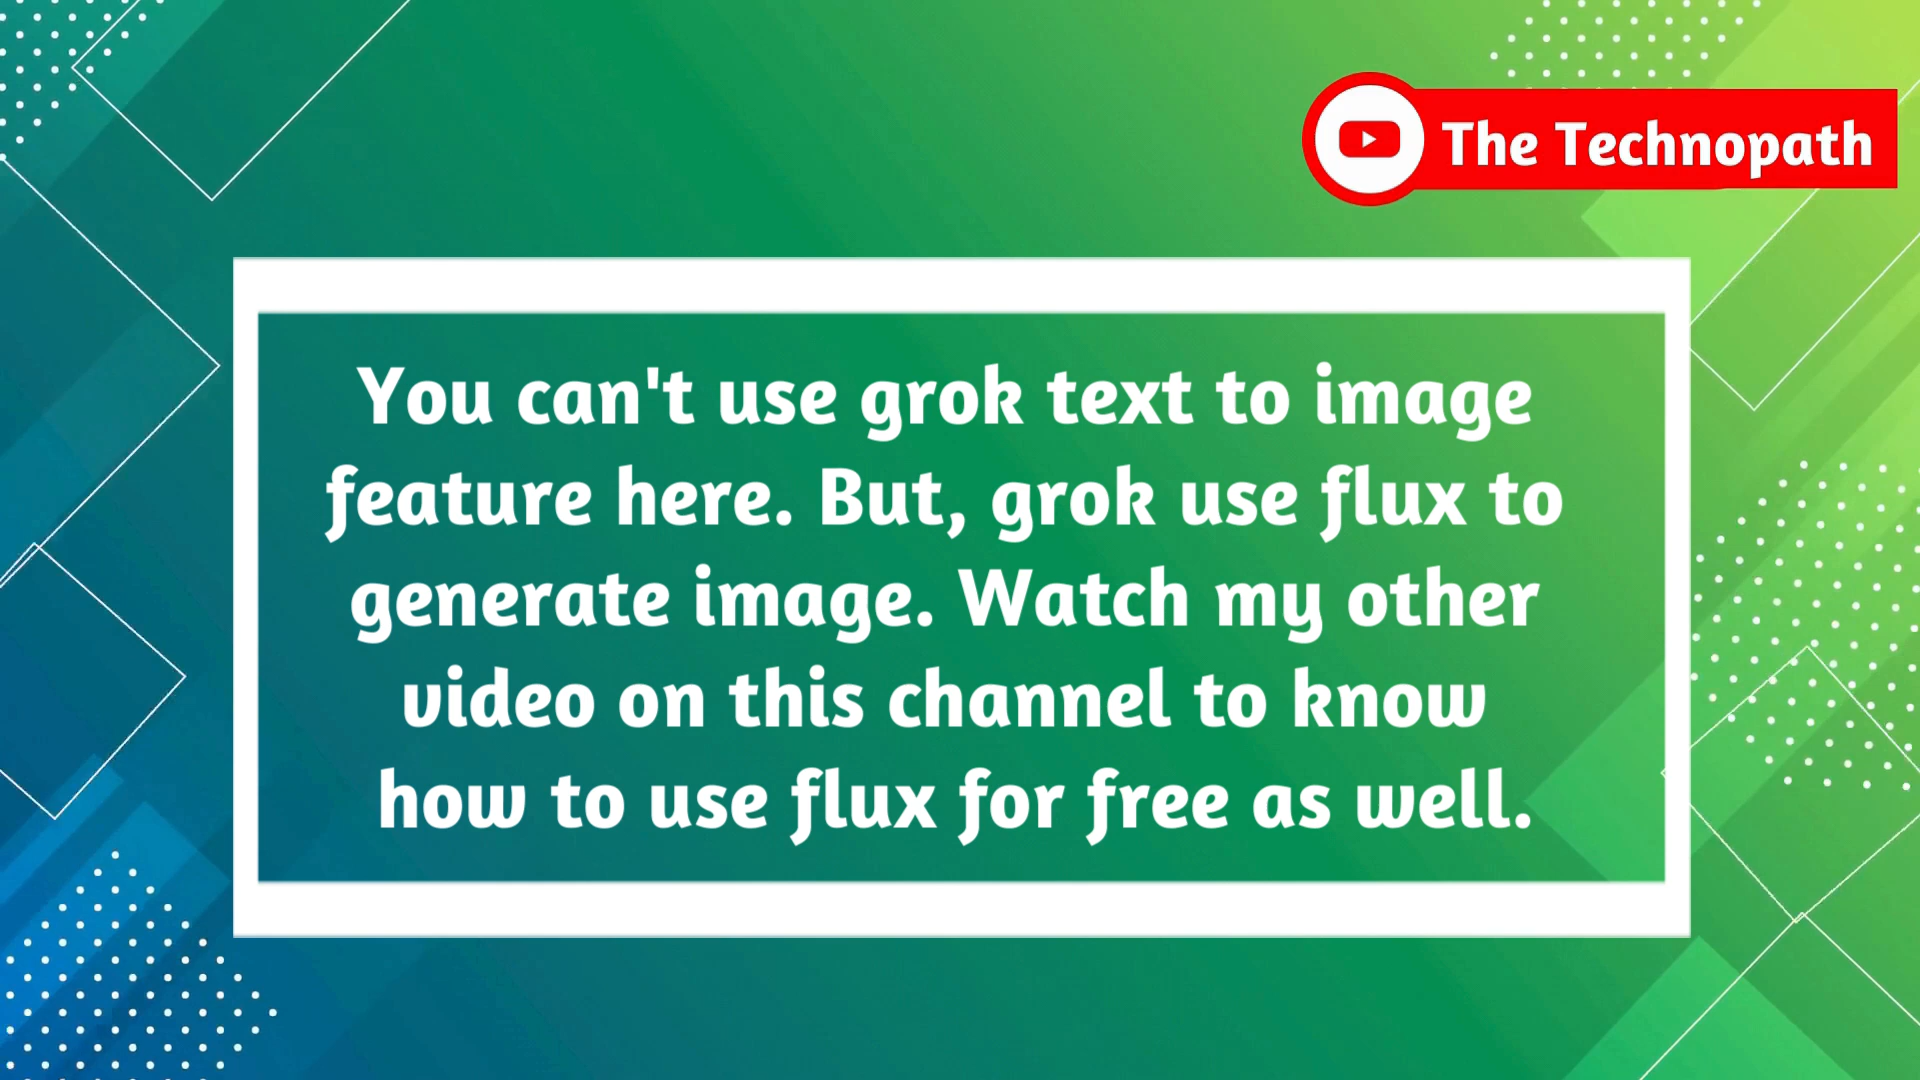 The Technopath
You can't use grok text to image
feature here. But, grok use flux to
generate image. Watch my other
video on this channel to know
how to use flux for free as well.